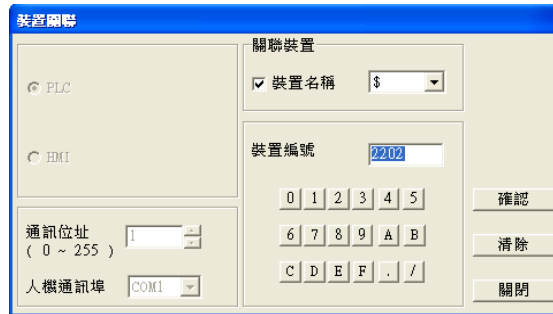 裝置關聯
PLC
HMI
通訊位址
( 0 ~ 255 )
1
人機通訊埠
COM1
關聯裝置
裝置名稱
$
裝置編號
2202
0 1 2 3 4 5
6 7 8 9 A B
C D E F . /
確認
清除
關閉